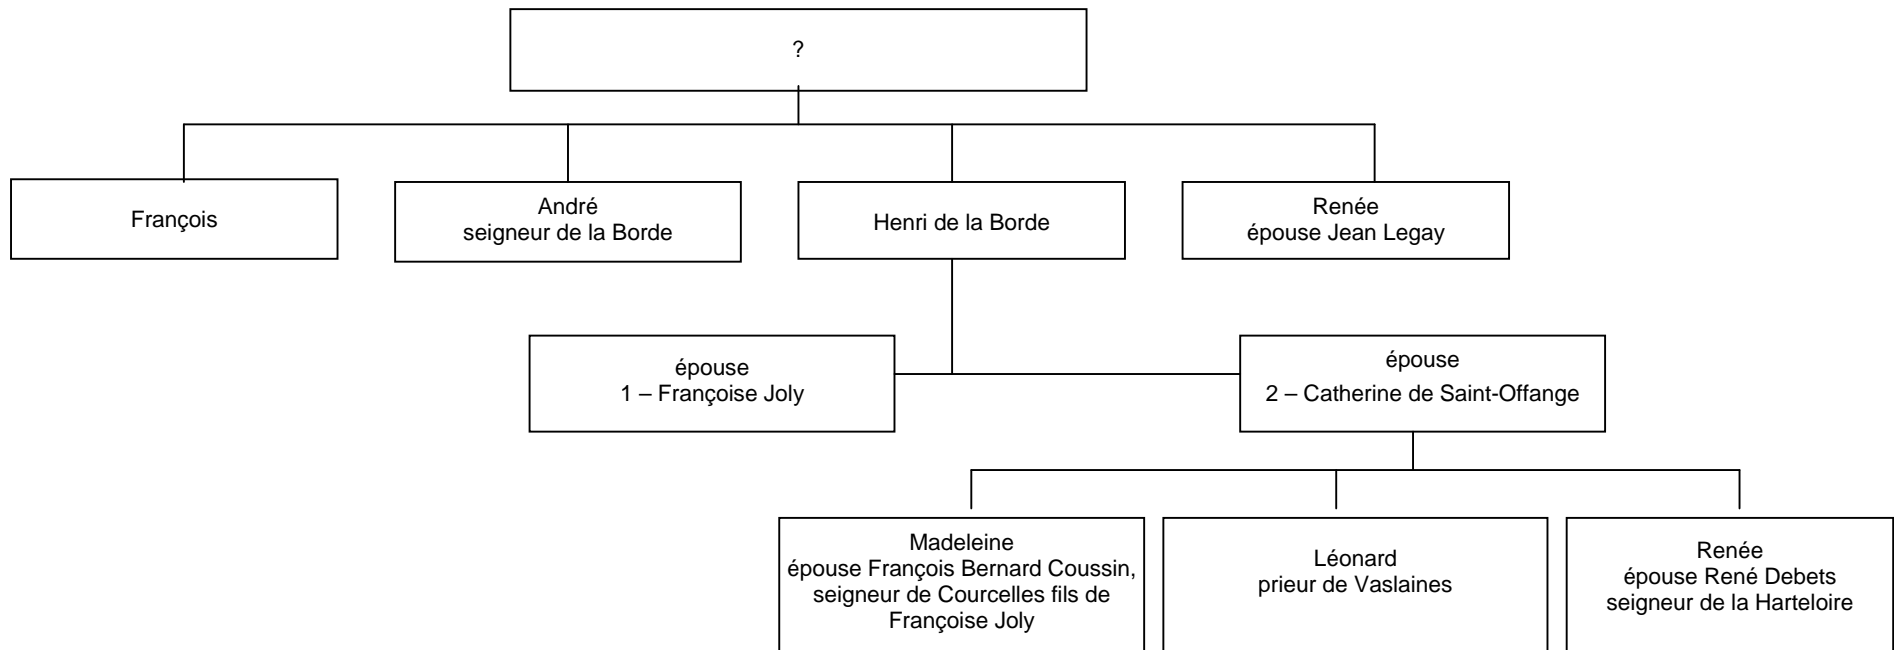 ?
François
André
seigneur de la Borde
Henri de la Borde
Renée
épouse Jean Legay
épouse
1 – Françoise Joly
épouse
2 – Catherine de Saint-Offange
Madeleine
épouse François Bernard Coussin,
seigneur de Courcelles fils de
Françoise Joly
Léonard
prieur de Vaslaines
Renée
épouse René Debets
seigneur de la Harteloire